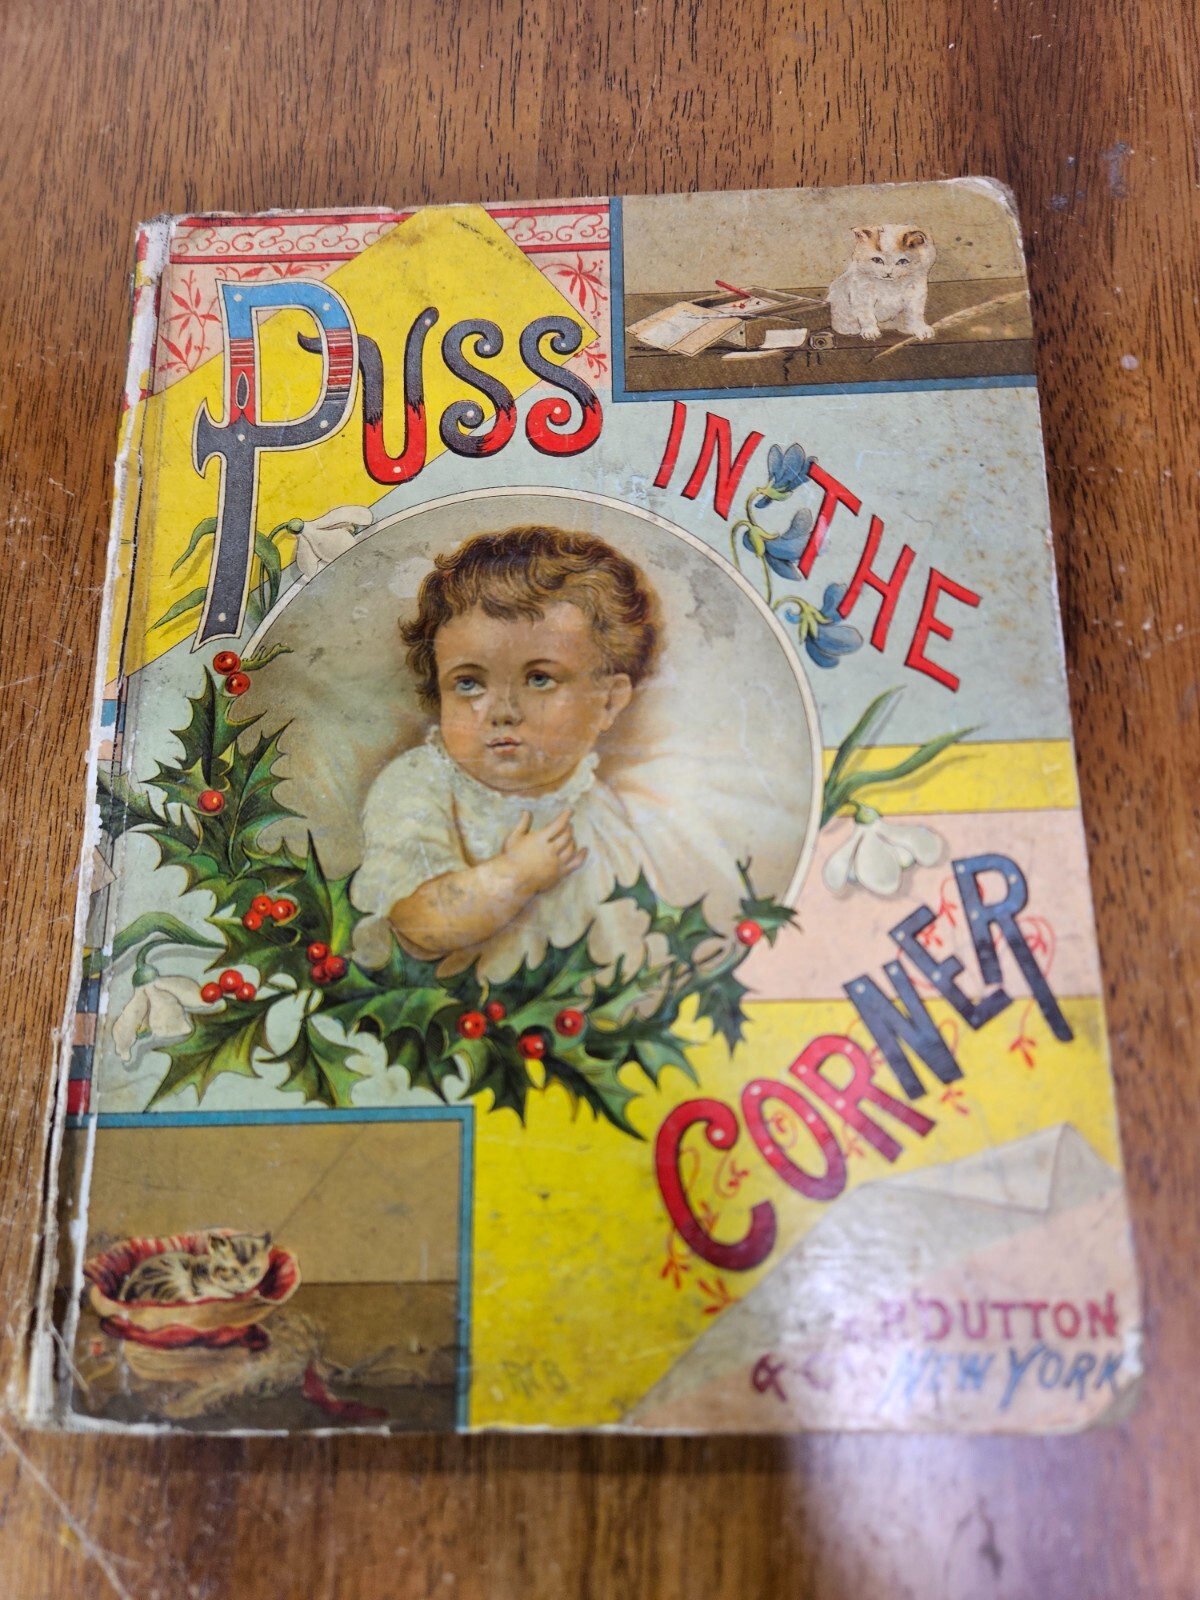 PUSS
IN THE
CORNER
P. DUTTON
& NEW YORK